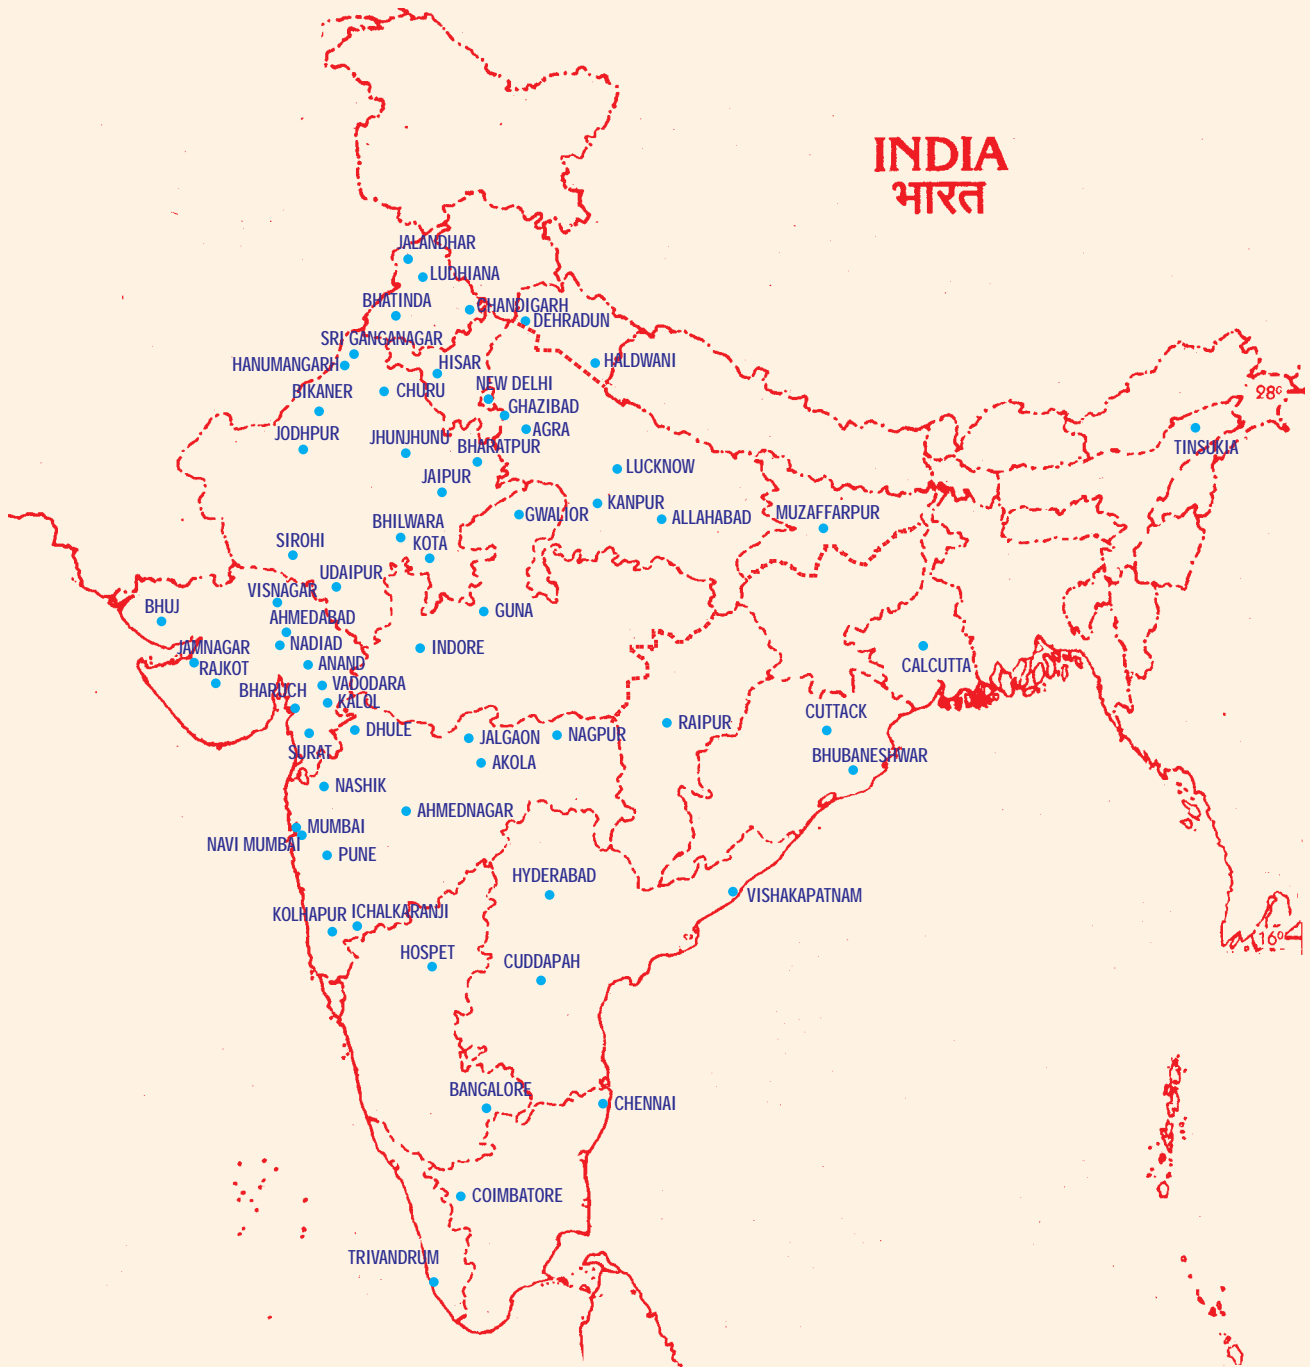 INDIA
भारत
JALANDHAR
LUDHIANA
BHATINDA
CHANDIGARH
DEHRADUN
SRI GANGANAGAR
HANUMANGARH
HISAR
HALDWANI
BIKANER
CHURU
NEW DELHI
28º
GHAZIBAD
JODHPUR
JHUNJHUNU
AGRA
BHARATPUR
TINSUKIA
JAIPUR
LUCKNOW
KANPUR
GWALIOR
ALLAHABAD
MUZAFFARPUR
BHILWARA
KOTA
SIROHI
UDAIPUR
VISNAGAR
BHUJ
AHMEDABAD
GUNA
JAMNAGAR
NADIAD
INDORE
RAJKOT
ANAND
CALCUTTA
BHARUCH
VADODARA
KALOL
CUTTACK
SURAT
DHULE
JALGAON
NAGPUR
RAIPUR
AKOLA
BHUBANESHWAR
NASHIK
AHMEDNAGAR
MUMBAI
NAVI MUMBAI
PUNE
HYDERABAD
VISHAKAPATNAM
KOLHAPUR
ICHALKARANJI
16º
HOSPET
CUDDAPAH
BANGALORE
CHENNAI
COIMBATORE
TRIVANDRUM